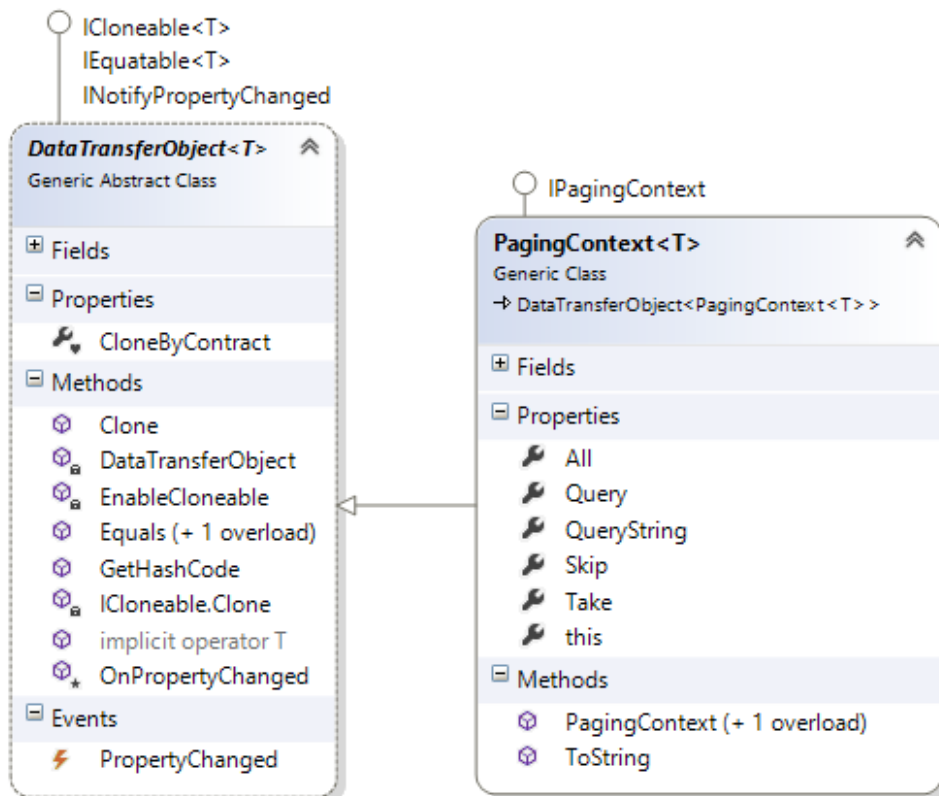 ICloneable<T>
IEquatable<T>
INotifyPropertyChanged
DataTransferObject<T>
Generic Abstract Class
Fields
Properties
CloneByContract
Methods
Clone
DataTransferObject
EnableCloneable
Equals (+ 1 overload)
GetHashCode
ICloneable.Clone
implicit operator T
OnPropertyChanged
Events
PropertyChanged
IPagingContext
PagingContext<T>
Generic Class
DataTransferObject<PagingContext<T>>
Fields
Properties
All
Query
QueryString
Skip
Take
this
Methods
PagingContext (+ 1 overload)
ToString